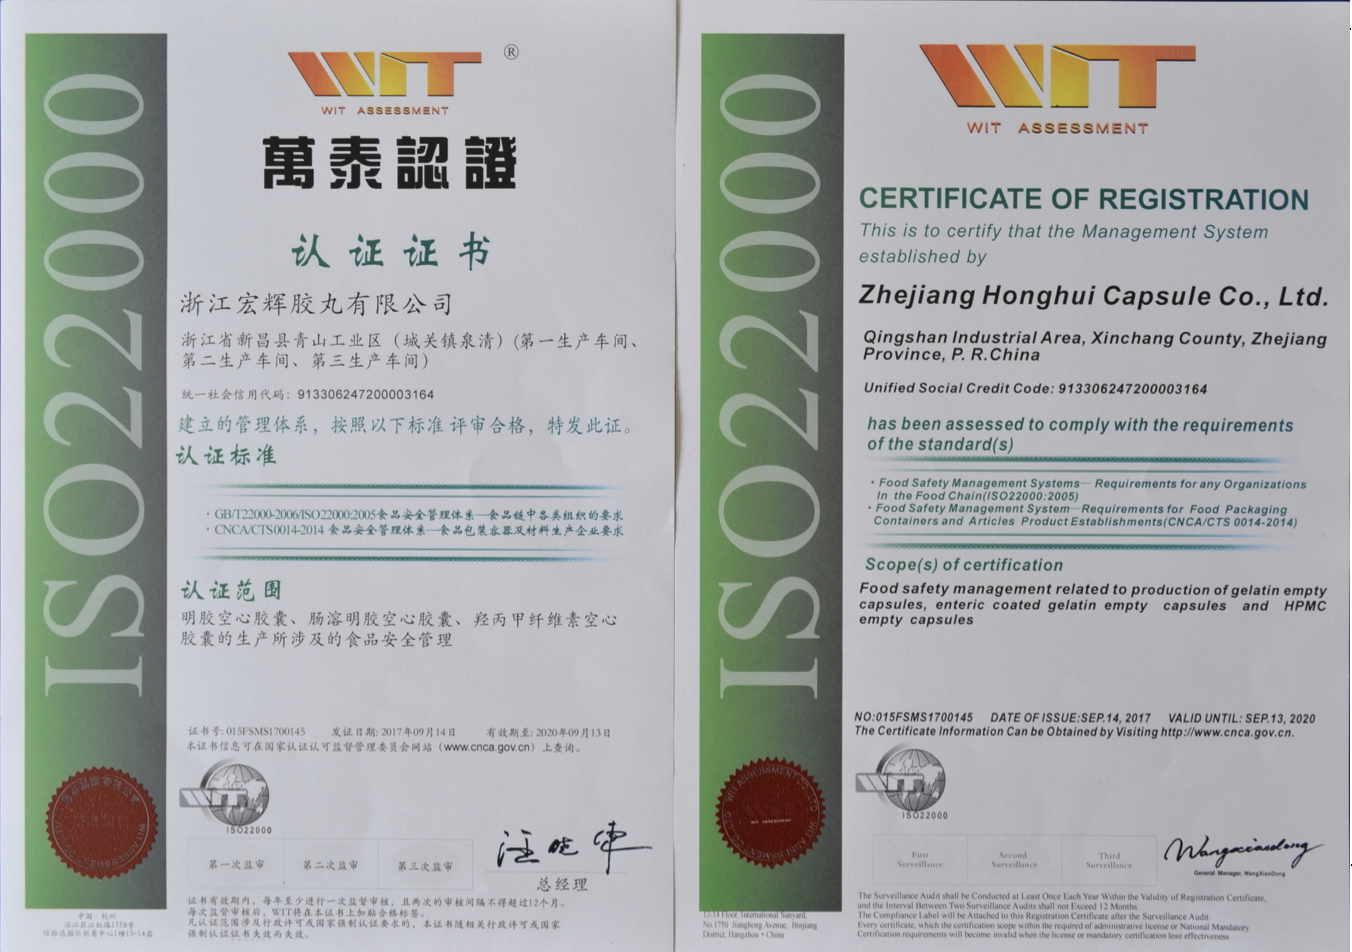 ISO22000
WIT
®
WIT ASSESSMENT
萬泰認證
认证证书
浙江宏辉胶丸有限公司
浙江省新昌县青山工业区（城关镇泉清）(第一生产车间、
第二生产车间、第三生产车间）
统一社会信用代码：913306247200003164
建立的管理体系，按照以下标准评审合格，特发此证。
认证标准
· GB/T22000-2006/ISO22000:2005食品安全管理体系—食品链中各类组织的要求
· CNCA/CTS0014-2014 食品安全管理体系—食品包装容器及材料生产企业要求
认证范围
明胶空心胶囊、肠溶明胶空心胶囊、羟丙甲纤维素空心
胶囊的生产所涉及的食品安全管理
证书号: 015FSMS1700145 发证日期: 2017年09月14日 有效期至: 2020年09月13日
本证书信息可在国家认证认可监督管理委员会网站（www.cnca.gov.cn）上查询。
WIT
ISO22000
第一次监审 第二次监审 第三次监审
总经理
证书有效期内，每年至少进行一次监督审核，且两次的审核间隔不得超过12个月。
每次监督审核后，WIT将在本证书上加贴合格标签。
凡认证范围涉及行政许可或国家强制认证要求的，本证书随相关行政许可或国家
强制认证证书失效而失效。
中国·杭州
滨江区江虹路1750号
信雅达国际创意中心1幢13-14层
ISO22000
WIT
WIT ASSESSMENT
CERTIFICATE OF REGISTRATION
This is to certify that the Management System
established by
Zhejiang Honghui Capsule Co., Ltd.
Qingshan Industrial Area, Xinchang County, Zhejiang
Province, P. R.China
Unified Social Credit Code: 913306247200003164
has been assessed to comply with the requirements
of the standard(s)
· Food Safety Management Systems— Requirements for any Organizations
In the Food Chain(ISO22000:2005)
· Food Safety Management System—Requirements for Food Packaging
Containers and Articles Product Establishments(CNCA/CTS 0014-2014)
Scope(s) of certification
Food safety management related to production of gelatin empty
capsules, enteric coated gelatin empty capsules and HPMC
empty capsules
NO:015FSMS1700145 DATE OF ISSUE:SEP.14, 2017 VALID UNTIL: SEP.13, 2020
The Certificate Information Can be Obtained by Visiting http://www.cnca.gov.cn.
WIT
ISO22000
First Surveillance Second Surveillance Third Surveillance
Wangxiaodong
General Manager, WangXiaoDong
The Surveillance Audit shall be Conducted at Least Once Each Year Within the Validity of Registration Certificate,
and the Interval Between Two Surveillance Audits shall not Exceed 12 Months.
The Compliance Label will be Attached to this Registration Certificate after the Surveillance Audit.
Every certificate, which the certification scope within the required of administrative license or National Mandatory
Certification requirements will become invalid when the license or mandatory certification lose effectiveness
13/14 Floor, International Sunyard,
No.1750 Jianghong Avenue, Binjiang
District, Hangzhou · China